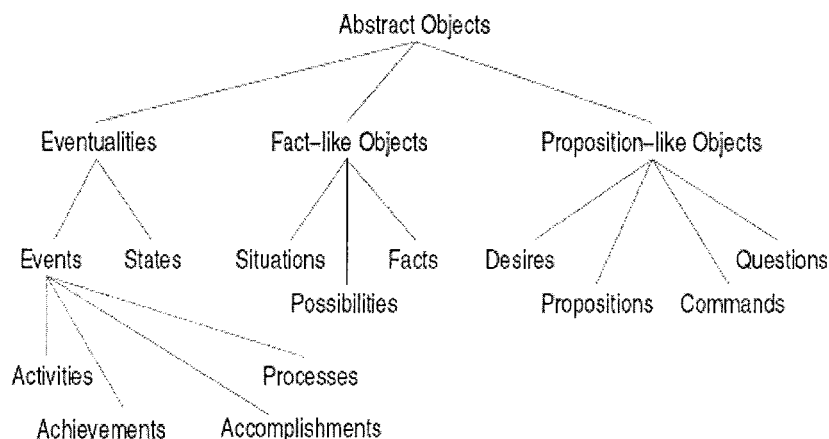 Abstract Objects
Eventualities Fact-like Objects Proposition-like Objects
Events States Situations Facts Desires Questions
Possibilities Propositions Commands
Activities Processes
Achievements Accomplishments